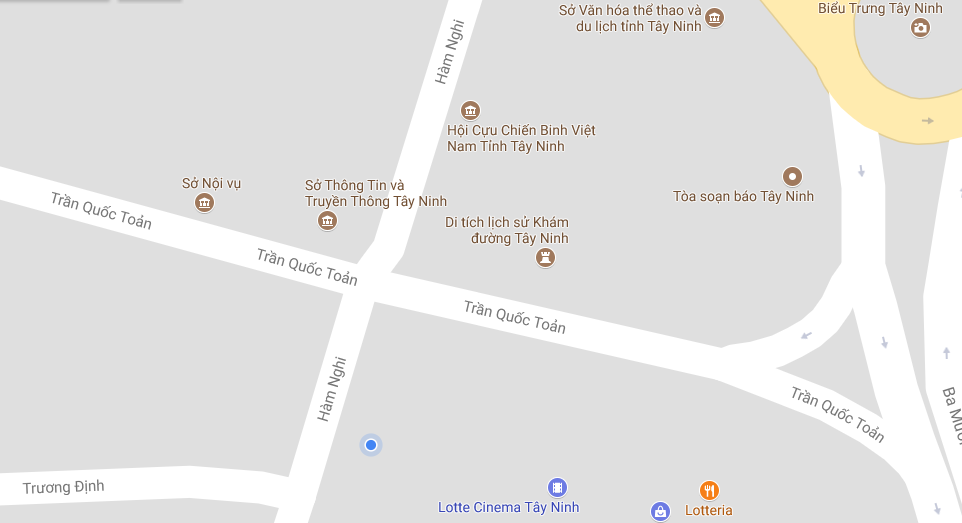 Sở Văn hóa thể thao và
du lịch tỉnh Tây Ninh
Biểu Trưng Tây Ninh
Hàm Nghi
Hội Cựu Chiến Binh Việt
Nam Tỉnh Tây Ninh
Sở Nội vụ
Sở Thông Tin và
Truyền Thông Tây Ninh
Tòa soạn báo Tây Ninh
Trần Quốc Toản
Di tích lịch sử Khám
đường Tây Ninh
Trần Quốc Toản
Trần Quốc Toản
Hàm Nghi
Trần Quốc Toản
Trương Định
Lotte Cinema Tây Ninh
Lotteria